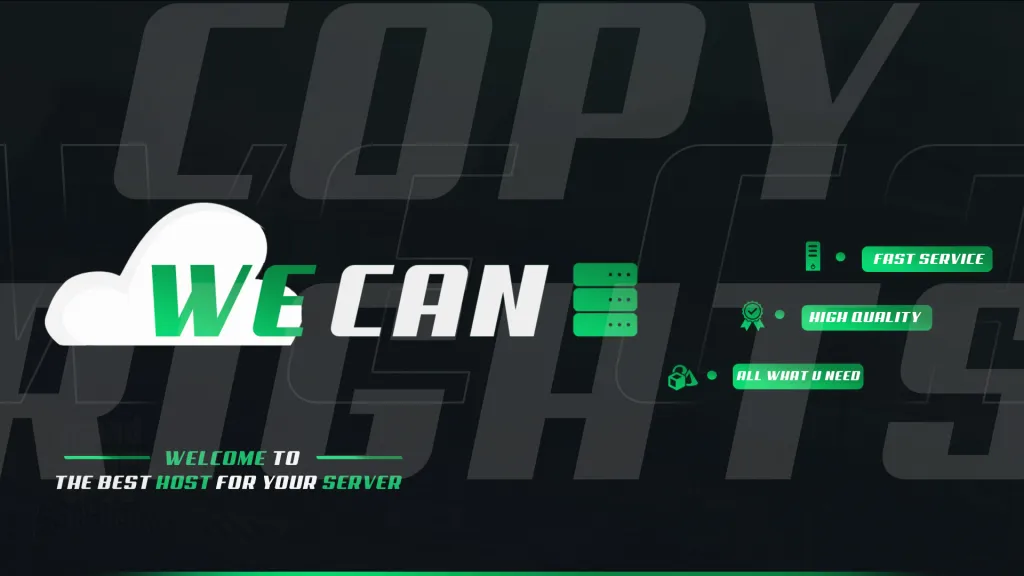 COPY
RIGHTS
WE CAN
FAST SERVICE
HIGH QUALITY
ALL WHAT U NEED
WELCOME TO
THE BEST HOST FOR YOUR SERVER